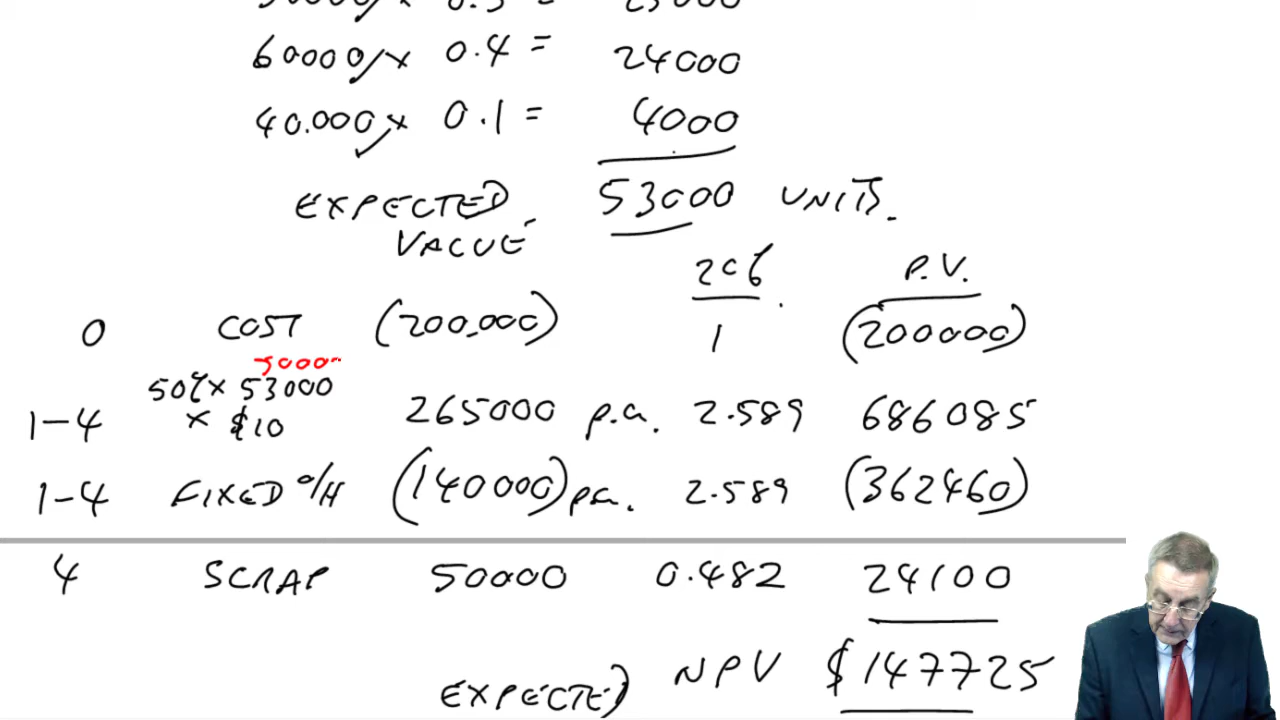 60000/x 0.4 = 24000
40.000/x 0.1 = 4000
EXPECTED VALUE 53000 UNITS.
20% P.V.
0 COST (200,000) 1 (200000)
50% x 53000
1-4 x $10 265000 p.a. 2.589 686085
1-4 FIXED O/H (140000) p.a. 2.589 (362460)
4 SCRAP 50000 0.482 24100
EXPECTED NPV $147725